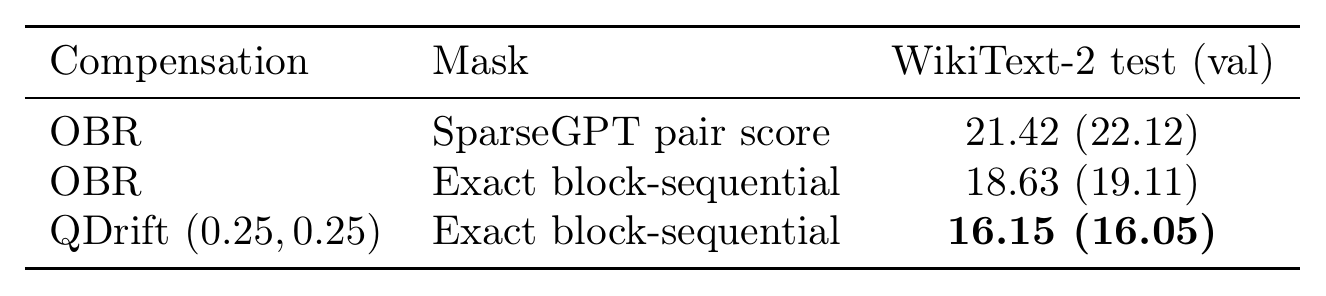 Compensation Mask WikiText-2 test (val)
OBR SparseGPT pair score 21.42 (22.12)
OBR Exact block-sequential 18.63 (19.11)
QDrift (0.25, 0.25) Exact block-sequential 16.15 (16.05)